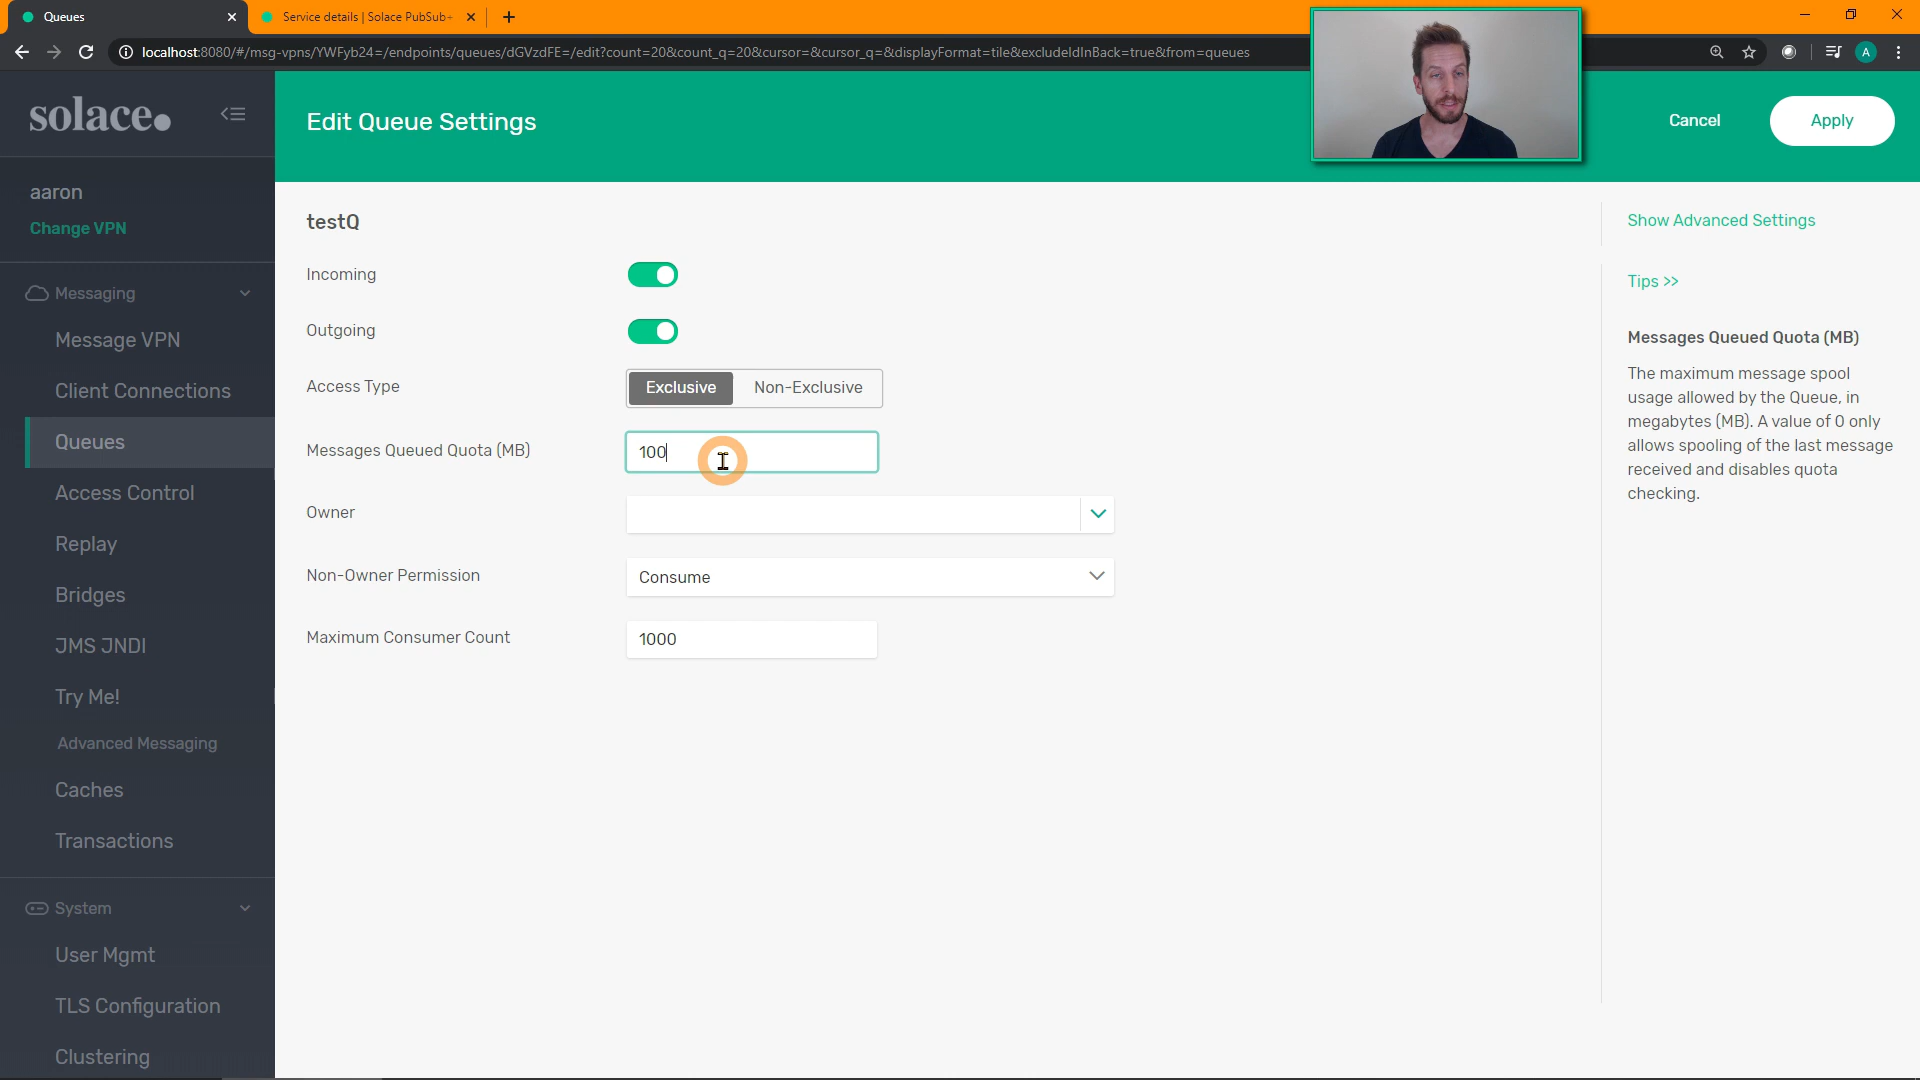 Queues
Service details | Solace PubSub+
localhost:8080/#/msg-vpns/YWFyb24=/endpoints/queues/dGVzdFE=/edit?count=20&count_q=20&cursor=&cursor_q=&displayFormat=tile&excludeIdInBack=true&from=queues
A
solace
Edit Queue Settings
Cancel
Apply
aaron
Change VPN
Messaging
Message VPN
Client Connections
Queues
Access Control
Replay
Bridges
JMS JNDI
Try Me!
Advanced Messaging
Caches
Transactions
System
User Mgmt
TLS Configuration
Clustering
testQ
Incoming
Outgoing
Access Type
Exclusive
Non-Exclusive
Messages Queued Quota (MB)
100
Owner
Non-Owner Permission
Consume
Maximum Consumer Count
1000
Show Advanced Settings
Tips >>
Messages Queued Quota (MB)
The maximum message spool
usage allowed by the Queue, in
megabytes (MB). A value of 0 only
allows spooling of the last message
received and disables quota
checking.